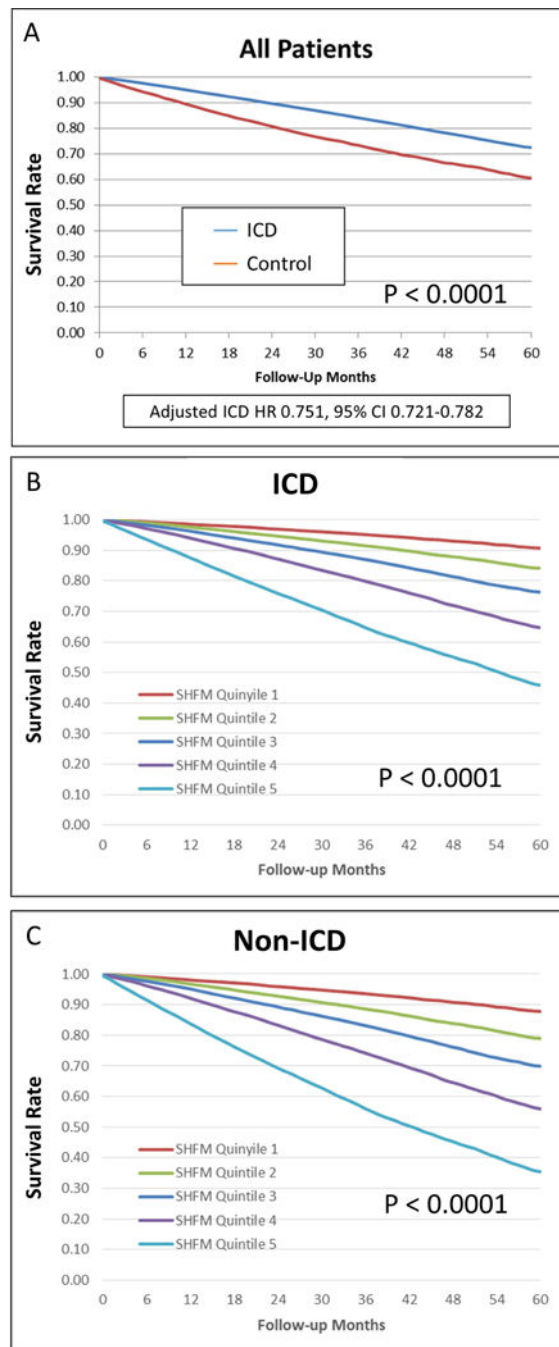 A
All Patients
1.00
0.90
0.80
0.70
0.60
0.50
0.40
0.30
0.20
0.10
0.00
Survival Rate
ICD
Control
P < 0.0001
0 6 12 18 24 30 36 42 48 54 60
Follow-Up Months
Adjusted ICD HR 0.751, 95% CI 0.721-0.782
B
ICD
1.00
0.90
0.80
0.70
0.60
0.50
0.40
0.30
0.20
0.10
0.00
Survival Rate
SHFM Quinyile 1
SHFM Quintile 2
SHFM Quintile 3
SHFM Quintile 4
SHFM Quintile 5
P < 0.0001
0 6 12 18 24 30 36 42 48 54 60
Follow-up Months
C
Non-ICD
1.00
0.90
0.80
0.70
0.60
0.50
0.40
0.30
0.20
0.10
0.00
Survival Rate
SHFM Quinyile 1
SHFM Quintile 2
SHFM Quintile 3
SHFM Quintile 4
SHFM Quintile 5
P < 0.0001
0 6 12 18 24 30 36 42 48 54 60
Follow-up Months